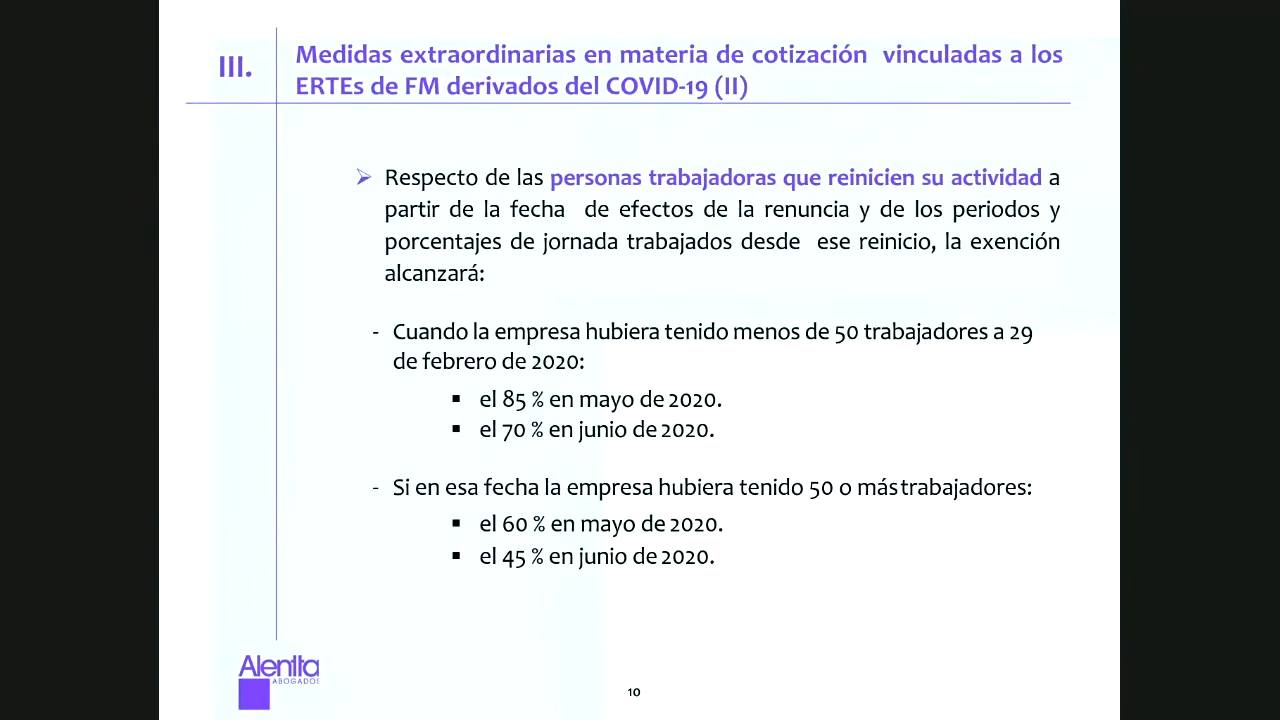 III.
Medidas extraordinarias en materia de cotización vinculadas a los
ERTEs de FM derivados del COVID-19 (II)
Respecto de las personas trabajadoras que reinicien su actividad a
partir de la fecha de efectos de la renuncia y de los periodos y
porcentajes de jornada trabajados desde ese reinicio, la exención
alcanzará:
- Cuando la empresa hubiera tenido menos de 50 trabajadores a 29
de febrero de 2020:
▪ el 85 % en mayo de 2020.
▪ el 70 % en junio de 2020.
- Si en esa fecha la empresa hubiera tenido 50 o más trabajadores:
▪ el 60 % en mayo de 2020.
▪ el 45 % en junio de 2020.
ABOGADOS
10